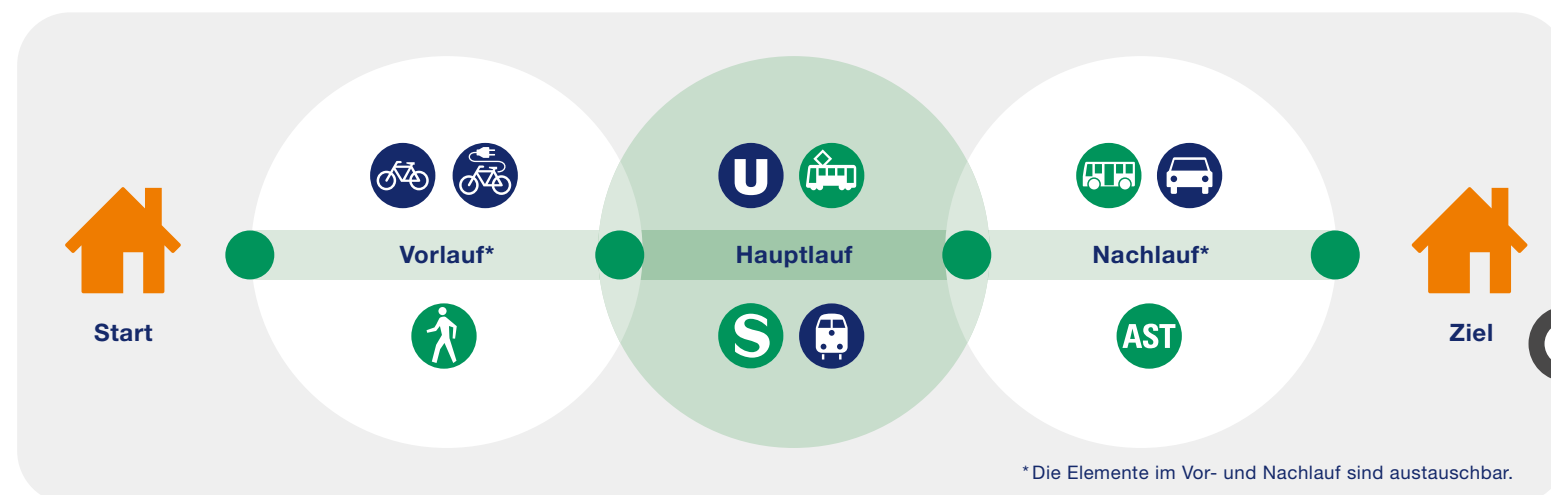 U
Vorlauf*
Hauptlauf
Nachlauf*
S
AST
Start
Ziel
*Die Elemente im Vor- und Nachlauf sind austauschbar.